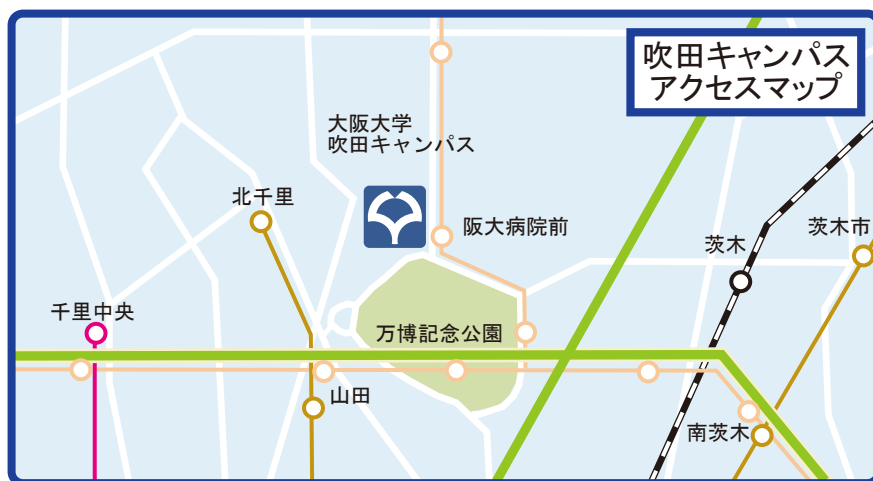 吹田キャンパス
アクセスマップ
大阪大学
吹田キャンパス
北千里
阪大病院前
茨木市
茨木
千里中央
万博記念公園
山田
南茨木